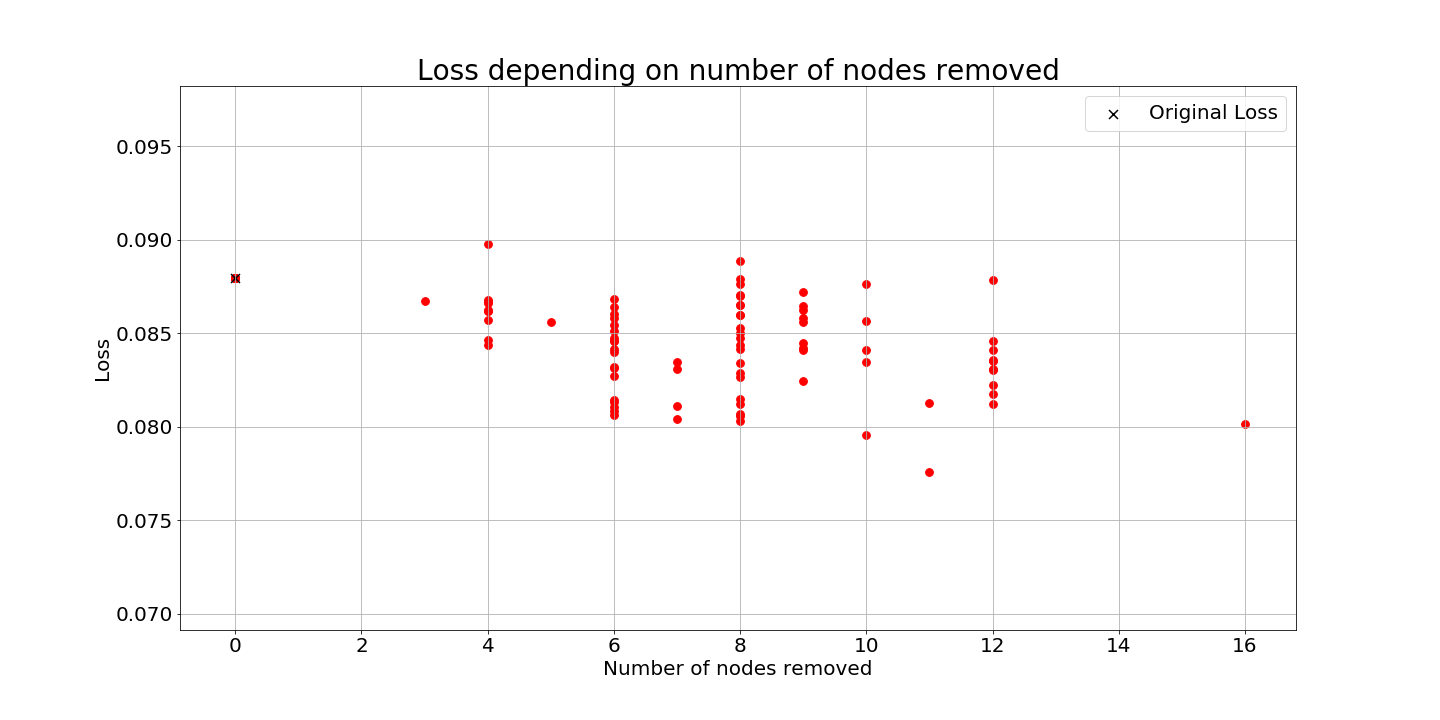 Loss depending on number of nodes removed
Original Loss
0.095
0.090
0.085
0.080
0.075
0.070
Loss
0 2 4 6 8 10 12 14 16
Number of nodes removed